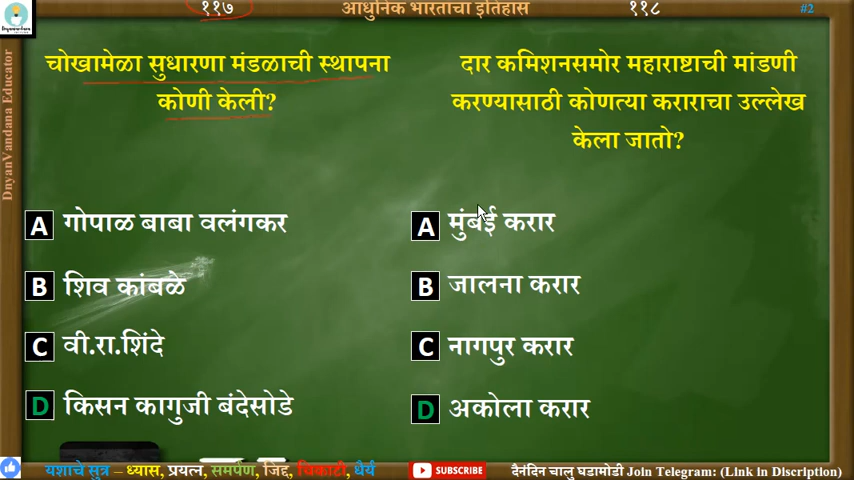 ११७
आधुनिक भारताचा इतिहास
११८
#2
DnyanVandana Educator
चोखामेळा सुधारणा मंडळाची स्थापना
कोणी केली?
A गोपाळ बाबा वलंगकर
B शिव कांबळे
C वी.रा.शिंदे
D किसन कागुजी बंदेसोडे
दार कमिशनसमोर महाराष्टाची मांडणी
करण्यासाठी कोणत्या कराराचा उल्लेख
केला जातो?
A मुंबई करार
B जालना करार
C नागपुर करार
D अकोला करार
यशाचे सुत्र – ध्यास, प्रयत्न, समर्पण, जिद्द, चिकाटी, धैर्य
SUBSCRIBE
दैनंदिन चालु घडामोडी Join Telegram: (Link in Discription)